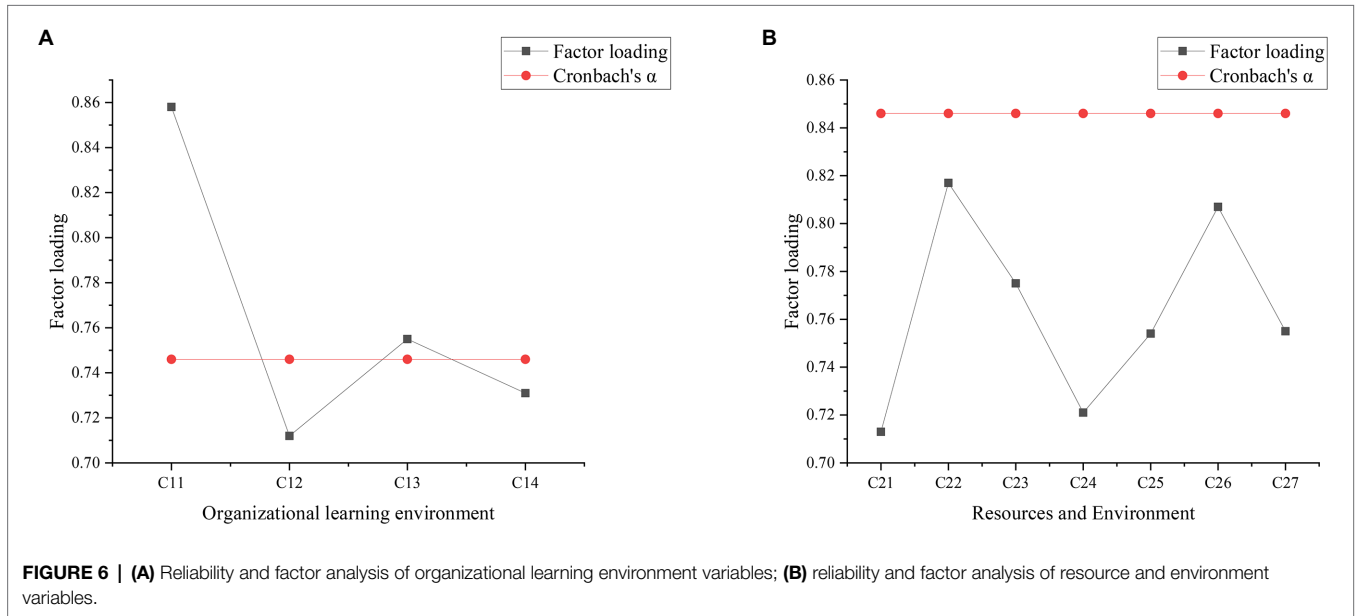 A
Factor loading
Cronbach's α
0.86
0.84
0.82
0.80
0.78
0.76
0.74
0.72
0.70
Factor loading
C11 C12 C13 C14
Organizational learning environment
B
Factor loading
Cronbach's α
0.86
0.84
0.82
0.80
0.78
0.76
0.74
0.72
0.70
Factor loading
C21 C22 C23 C24 C25 C26 C27
Resources and Environment
FIGURE 6 | (A) Reliability and factor analysis of organizational learning environment variables; (B) reliability and factor analysis of resource and environment
variables.